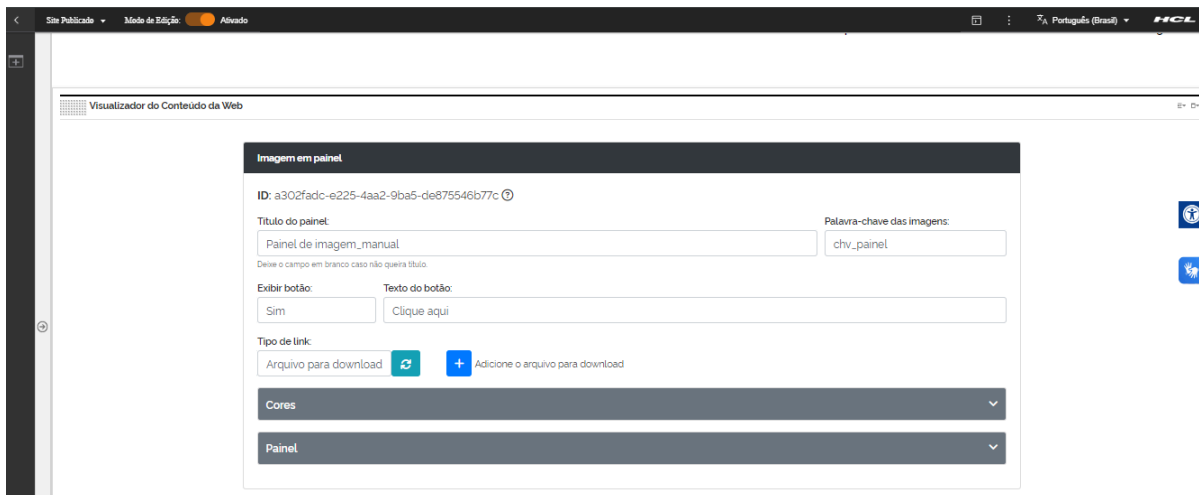 Site Publicado Modo de Edição: Ativado Português (Brasil) HCL
Visualizador do Conteúdo da Web
Imagem em painel
ID: a302fadc-e225-4aa2-9ba5-de875546b77c
Título do painel: Palavra-chave das imagens:
Painel de imagem_manual chv_painel
Deixe o campo em branco caso não queira título.
Exibir botão: Texto do botão:
Sim Clique aqui
Tipo de link:
Arquivo para download + Adicione o arquivo para download
Cores
Painel